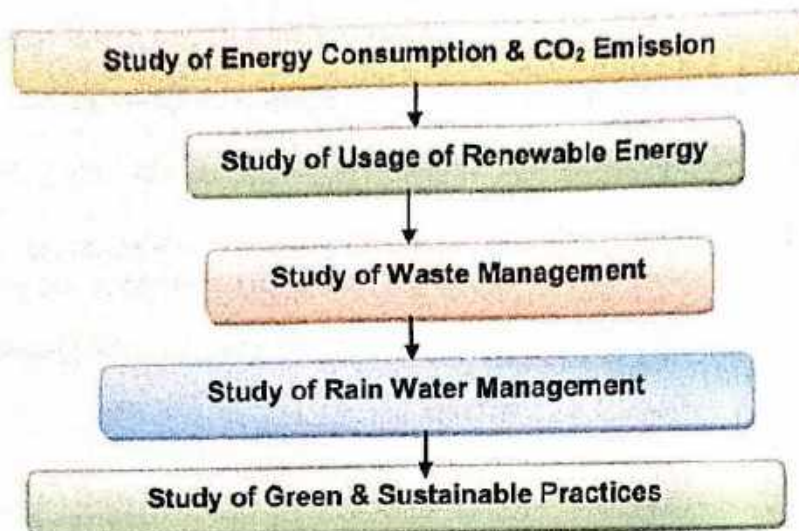 Study of Energy Consumption & CO₂ Emission
Study of Usage of Renewable Energy
Study of Waste Management
Study of Rain Water Management
Study of Green & Sustainable Practices